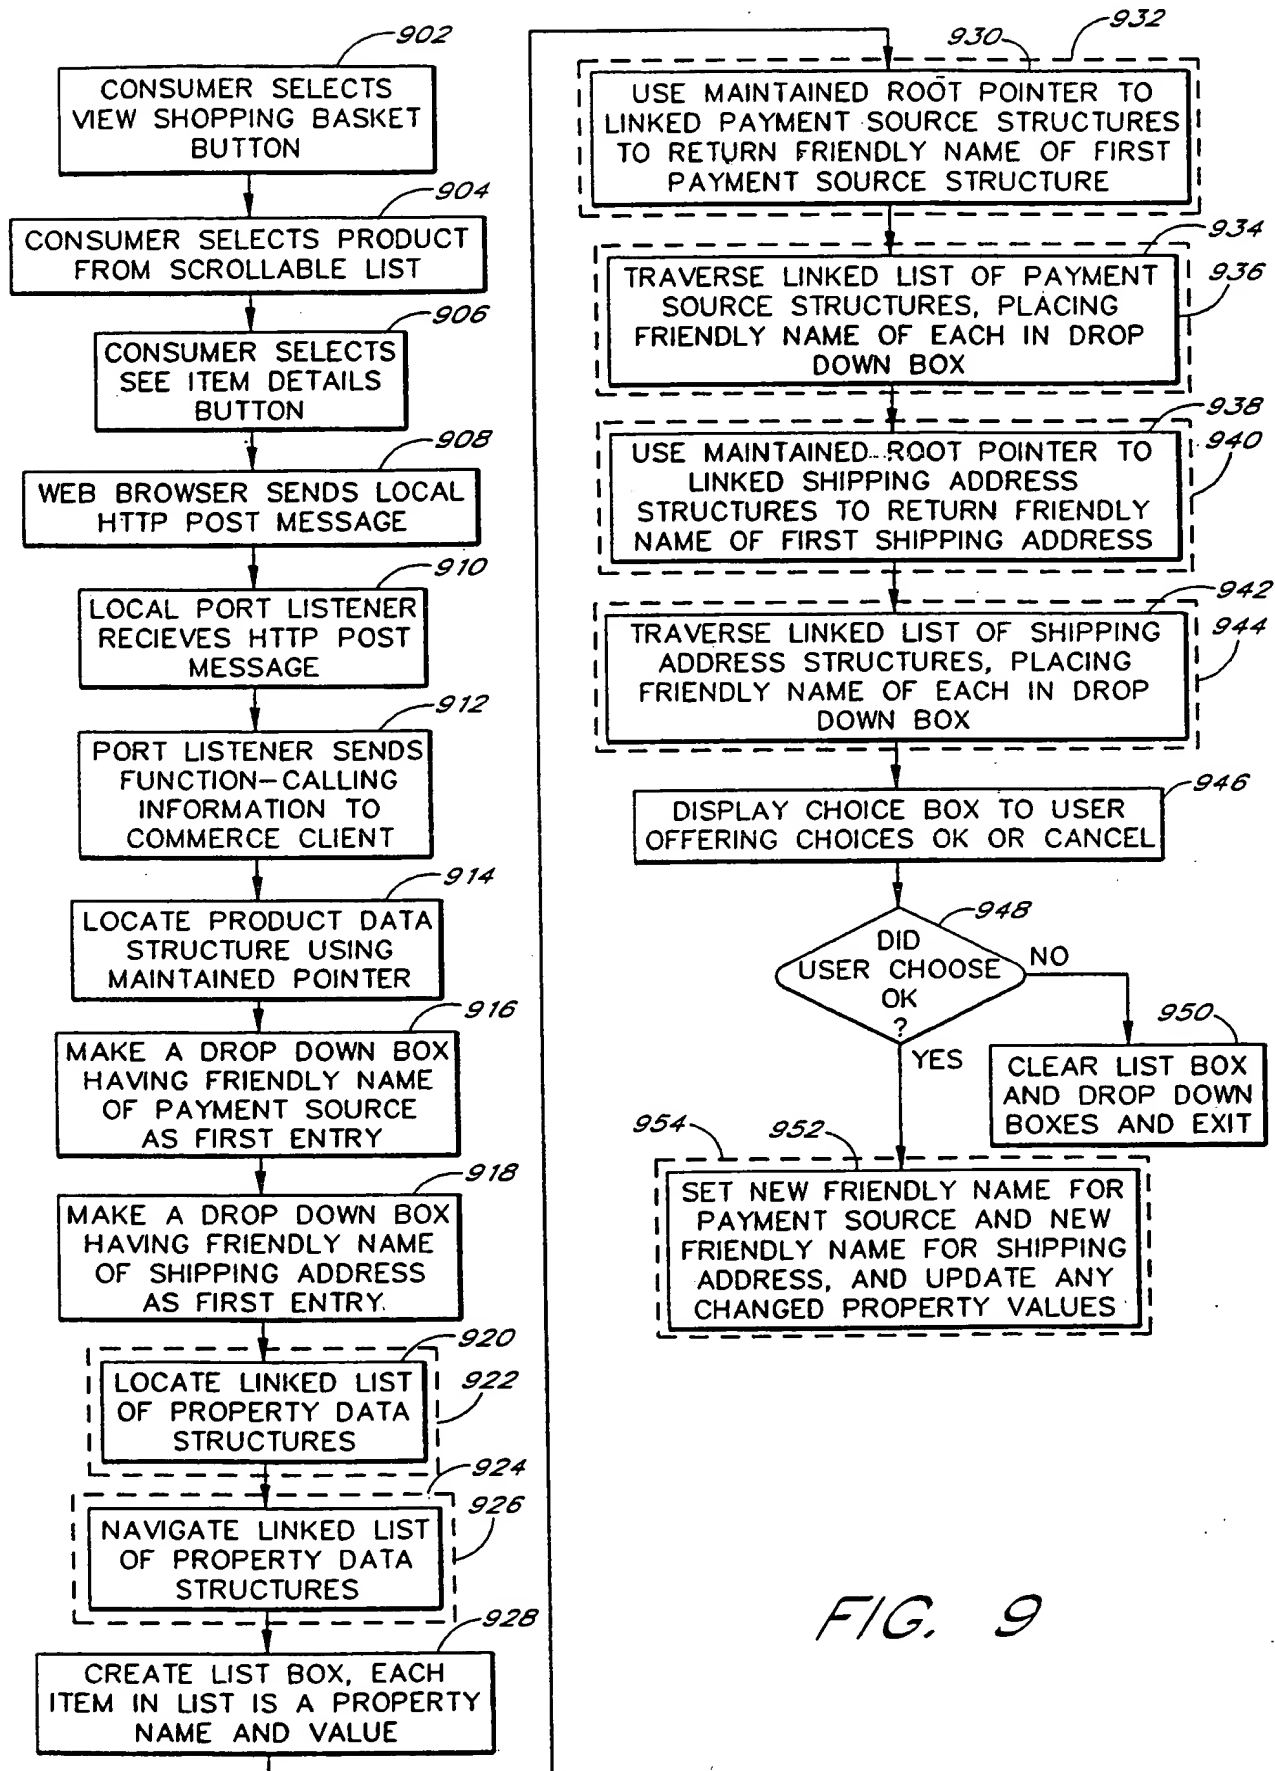 902
CONSUMER SELECTS
VIEW SHOPPING BASKET
BUTTON
904
CONSUMER SELECTS PRODUCT
FROM SCROLLABLE LIST
906
CONSUMER SELECTS
SEE ITEM DETAILS
BUTTON
908
WEB BROWSER SENDS LOCAL
HTTP POST MESSAGE
910
LOCAL PORT LISTENER
RECIEVES HTTP POST
MESSAGE
912
PORT LISTENER SENDS
FUNCTION-CALLING
INFORMATION TO
COMMERCE CLIENT
914
LOCATE PRODUCT DATA
STRUCTURE USING
MAINTAINED POINTER
916
MAKE A DROP DOWN BOX
HAVING FRIENDLY NAME
OF PAYMENT SOURCE
AS FIRST ENTRY
918
MAKE A DROP DOWN BOX
HAVING FRIENDLY NAME
OF SHIPPING ADDRESS
AS FIRST ENTRY.
920
922
LOCATE LINKED LIST
OF PROPERTY DATA
STRUCTURES
924
926
NAVIGATE LINKED LIST
OF PROPERTY DATA
STRUCTURES
928
CREATE LIST BOX, EACH
ITEM IN LIST IS A PROPERTY
NAME AND VALUE
930
932
USE MAINTAINED ROOT POINTER TO
LINKED PAYMENT SOURCE STRUCTURES
TO RETURN FRIENDLY NAME OF FIRST
PAYMENT SOURCE STRUCTURE
934
936
TRAVERSE LINKED LIST OF PAYMENT
SOURCE STRUCTURES, PLACING
FRIENDLY NAME OF EACH IN DROP
DOWN BOX
938
940
USE MAINTAINED ROOT POINTER TO
LINKED SHIPPING ADDRESS
STRUCTURES TO RETURN FRIENDLY
NAME OF FIRST SHIPPING ADDRESS
942
944
TRAVERSE LINKED LIST OF SHIPPING
ADDRESS STRUCTURES, PLACING
FRIENDLY NAME OF EACH IN DROP
DOWN BOX
946
DISPLAY CHOICE BOX TO USER
OFFERING CHOICES OK OR CANCEL
948
DID
USER CHOOSE
OK
?
NO
YES
950
CLEAR LIST BOX
AND DROP DOWN
BOXES AND EXIT
954
952
SET NEW FRIENDLY NAME FOR
PAYMENT SOURCE AND NEW
FRIENDLY NAME FOR SHIPPING
ADDRESS, AND UPDATE ANY
CHANGED PROPERTY VALUES
FIG. 9